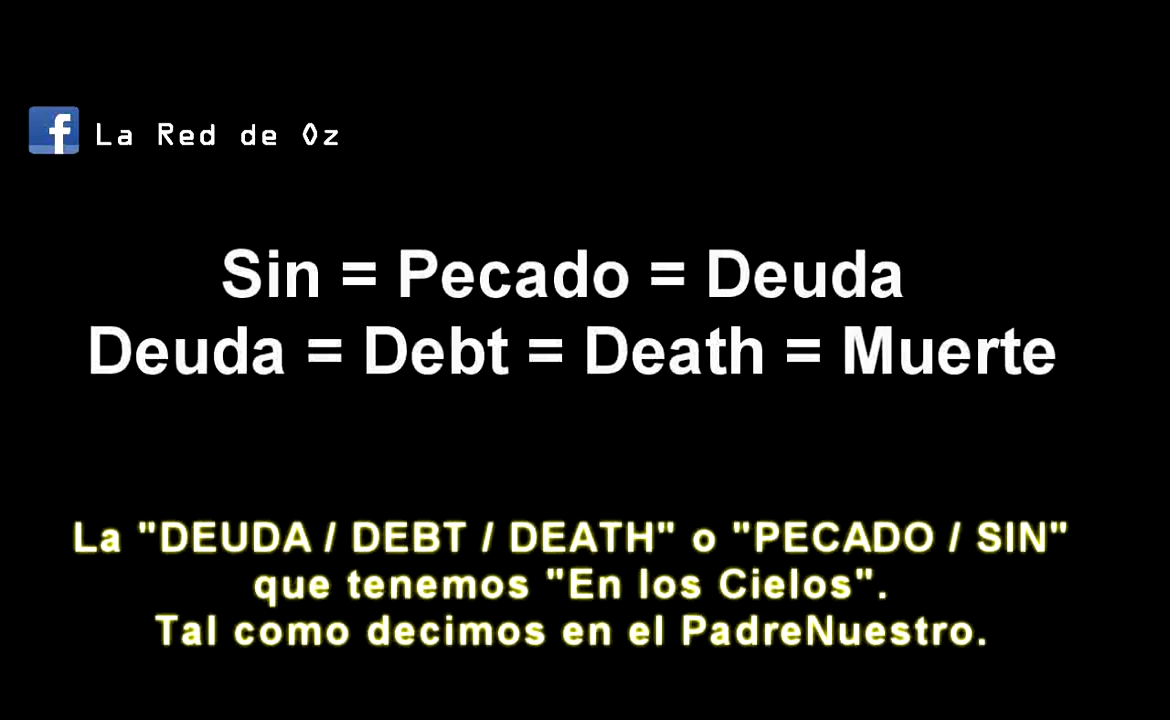 La Red de Oz
Sin = Pecado = Deuda
Deuda = Debt = Death = Muerte
La "DEUDA / DEBT / DEATH" o "PECADO / SIN"
que tenemos "En los Cielos".
Tal como decimos en el PadreNuestro.